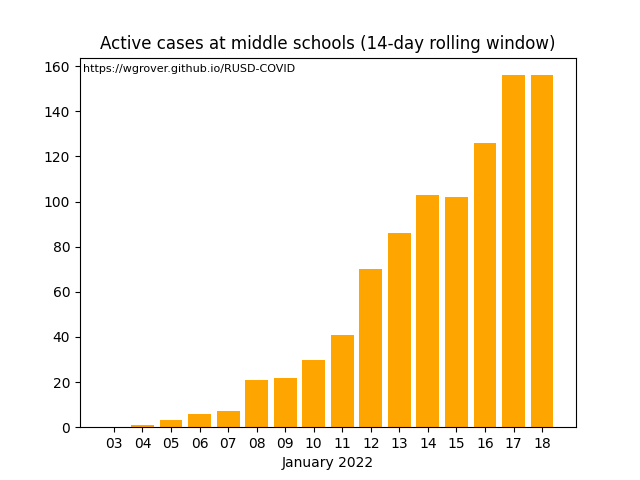 Active cases at middle schools (14-day rolling window)
https://wgrover.github.io/RUSD-COVID
160
140
120
100
80
60
40
20
0
03 04 05 06 07 08 09 10 11 12 13 14 15 16 17 18
January 2022